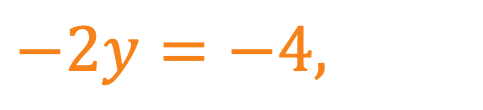 −2y = −4,